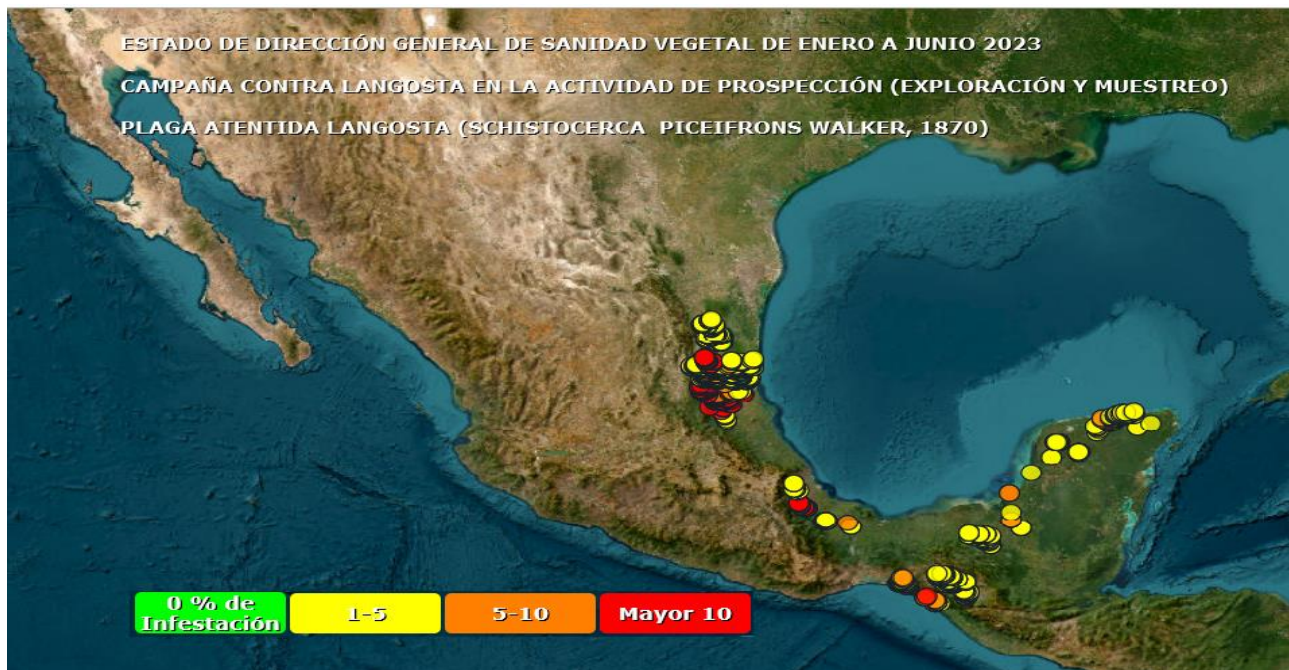 ESTADO DE DIRECCIÓN GENERAL DE SANIDAD VEGETAL DE ENERO A JUNIO 2023
CAMPAÑA CONTRA LANGOSTA EN LA ACTIVIDAD DE PROSPECCIÓN (EXPLORACIÓN Y MUESTREO)
PLAGA ATENTIDA LANGOSTA (SCHISTOCERCA PICEIFRONS WALKER, 1870)
0 % de
Infestación
1-5
5-10
Mayor 10